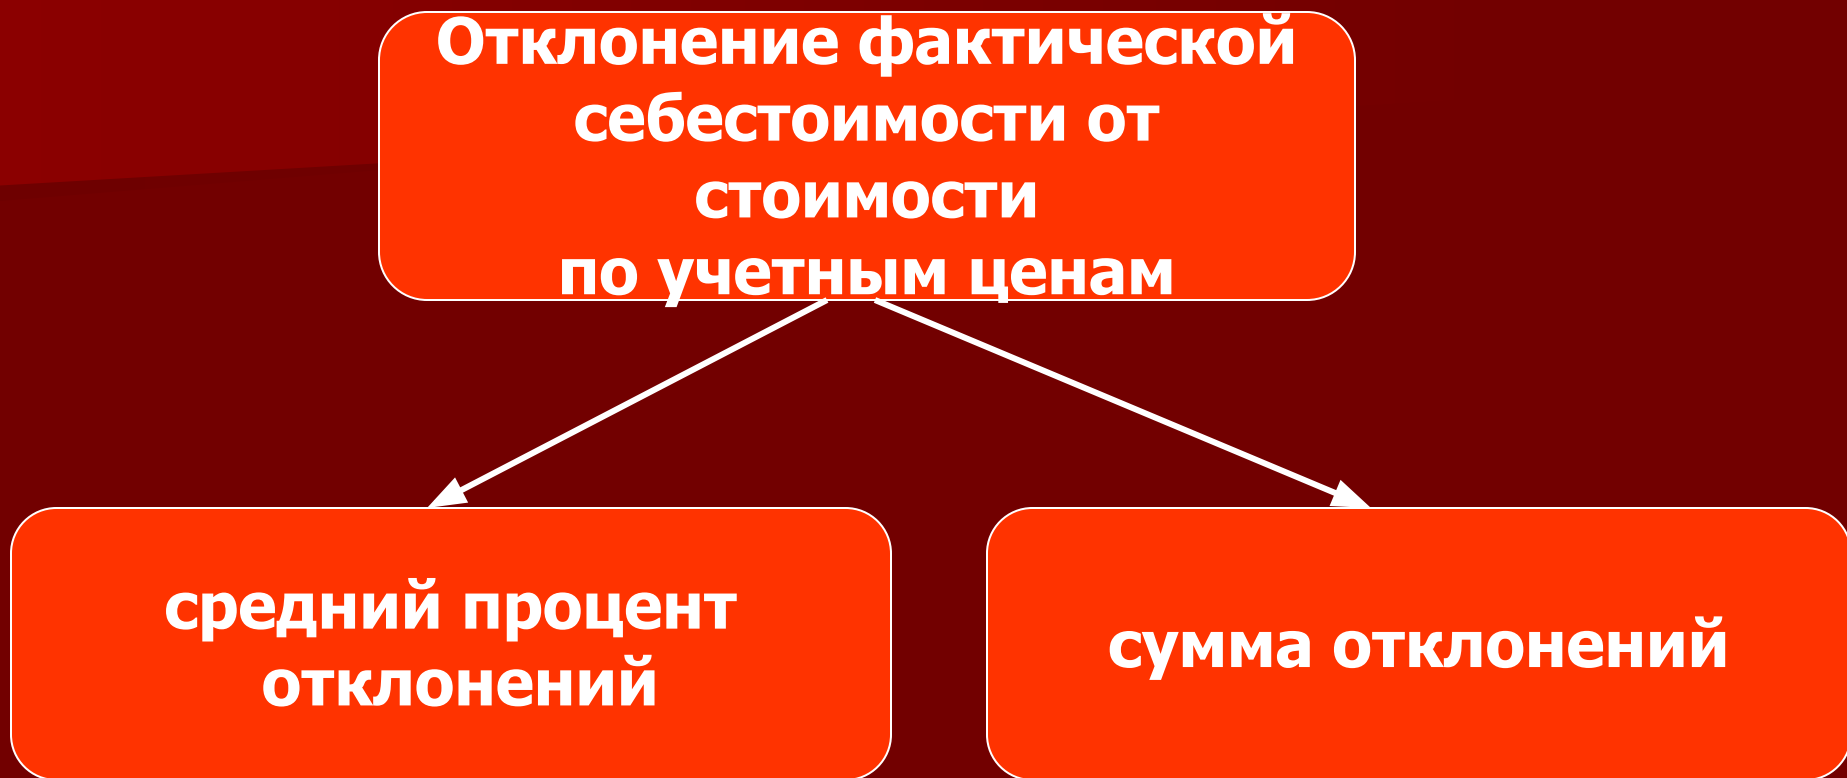 Отклонение фактической
себестоимости от
стоимости
по учетным ценам
средний процент
отклонений
сумма отклонений